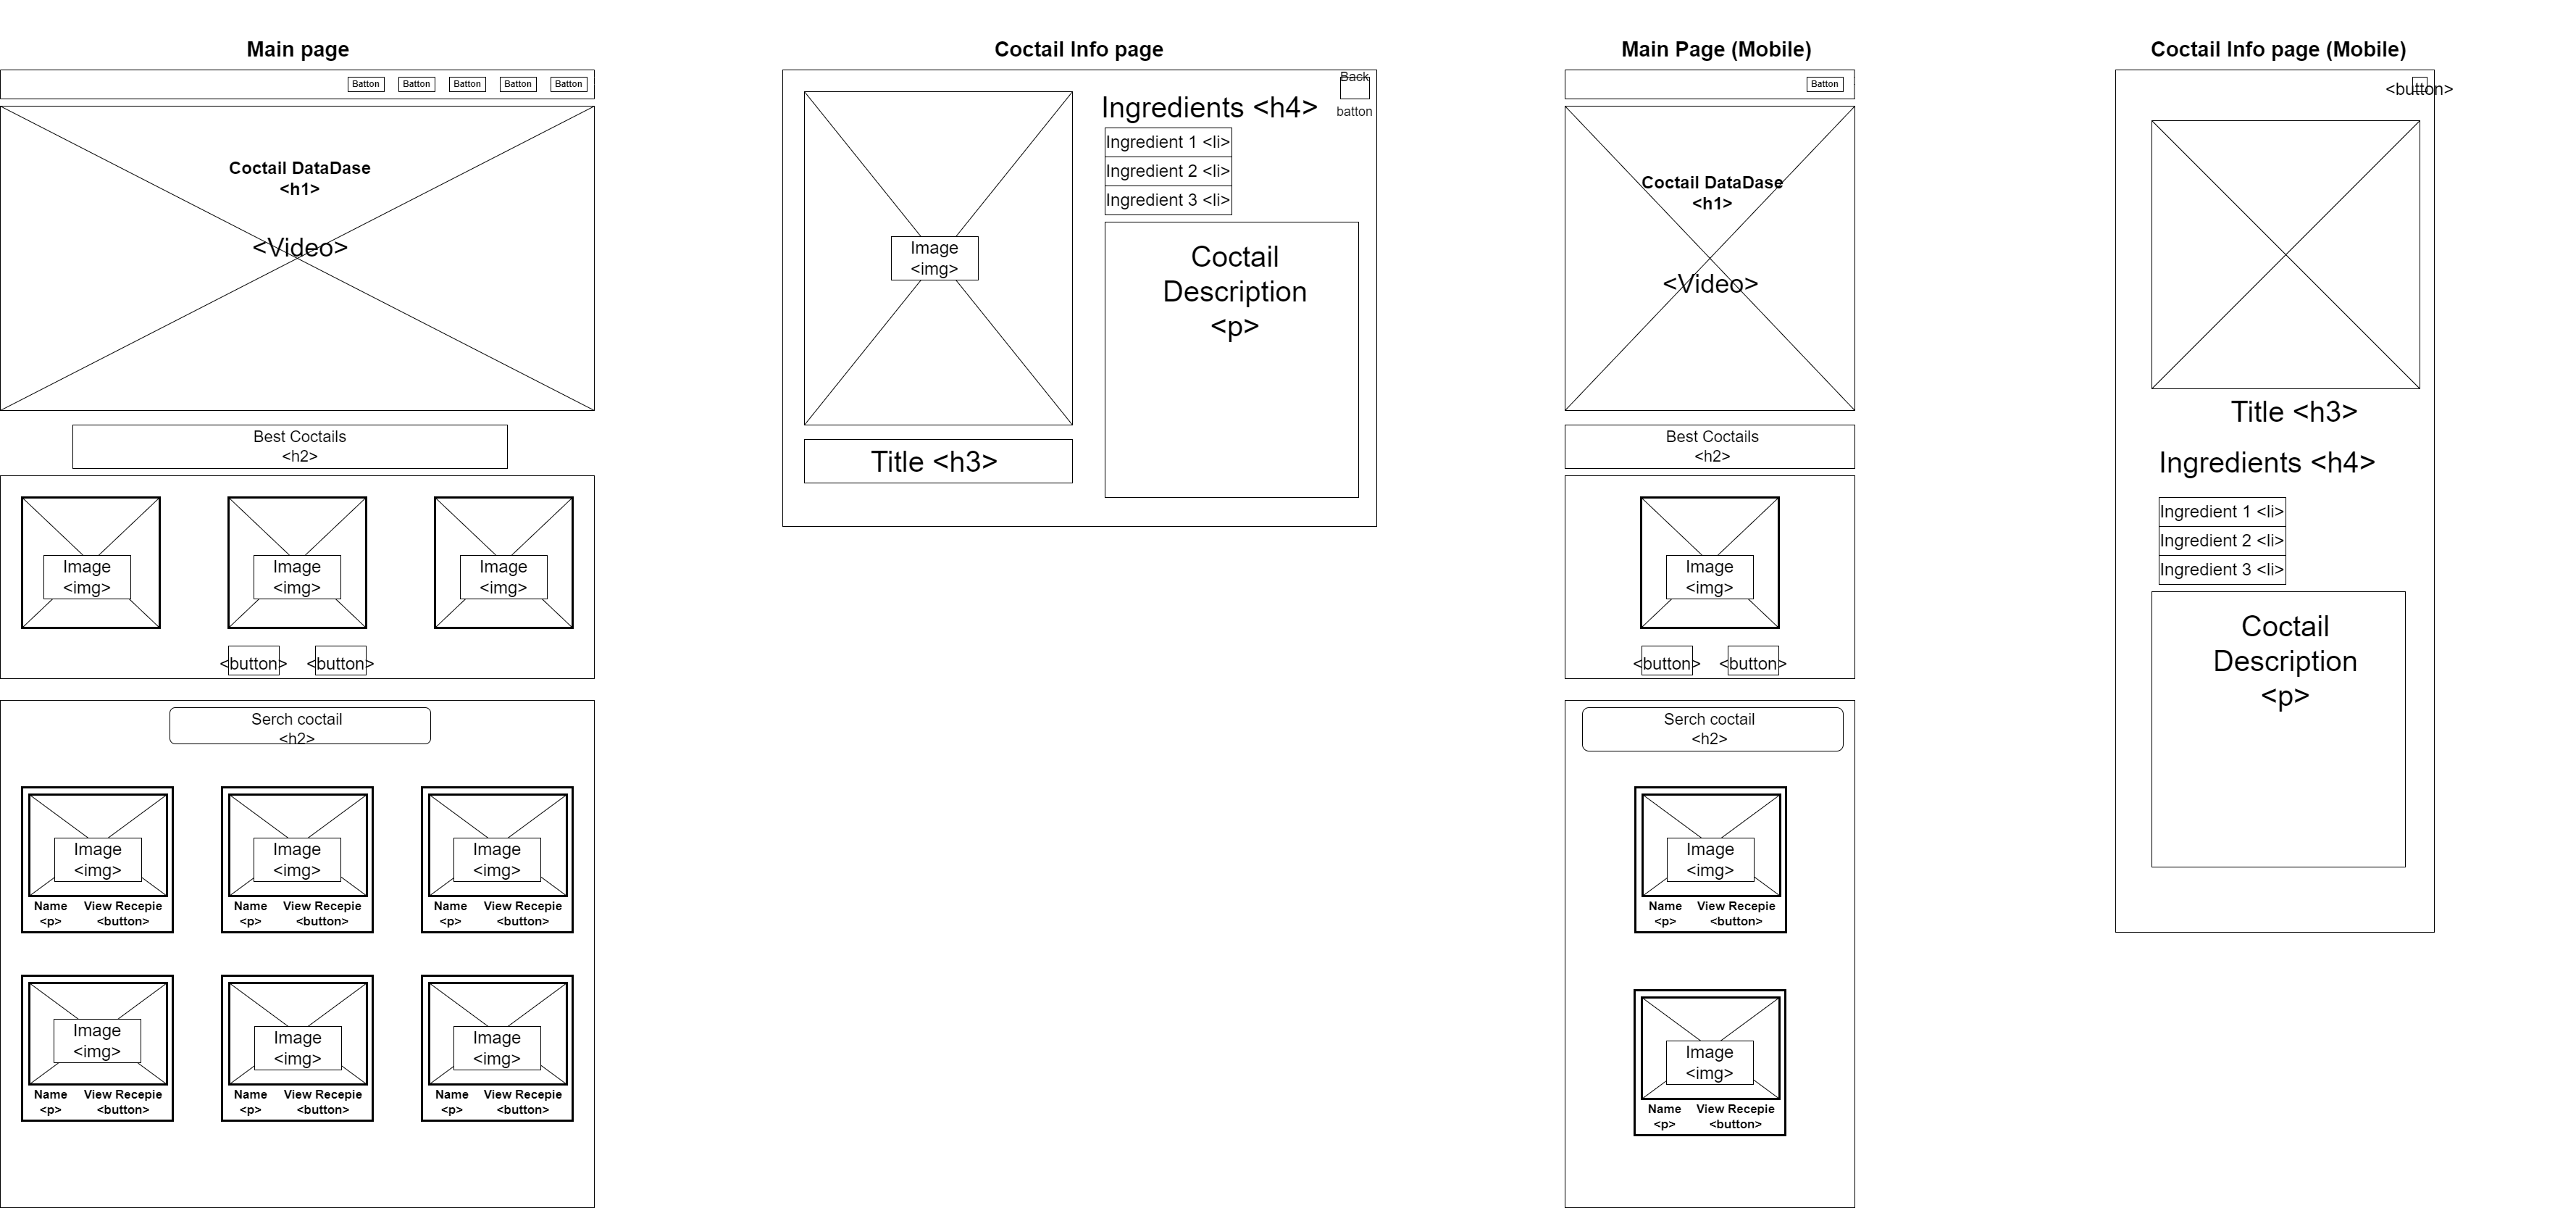 Main page
Batton
Batton
Batton
Batton
Batton
Coctail DataDase
<h1>
<Video>
Best Coctails
<h2>
Image
<img>
Image
<img>
Image
<img>
<button>
<button>
Serch coctail
<h2>
Image
<img>
Name
<p>
View Recepie
<button>
Image
<img>
Name
<p>
View Recepie
<button>
Image
<img>
Name
<p>
View Recepie
<button>
Image
<img>
Name
<p>
View Recepie
<button>
Image
<img>
Name
<p>
View Recepie
<button>
Image
<img>
Name
<p>
View Recepie
<button>
Coctail Info page
Back
batton
Image
<img>
Title <h3>
Ingredients <h4>
Ingredient 1 <li>
Ingredient 2 <li>
Ingredient 3 <li>
Coctail
Description
<p>
Main Page (Mobile)
Batton
Coctail DataDase
<h1>
<Video>
Best Coctails
<h2>
Image
<img>
<button>
<button>
Serch coctail
<h2>
Image
<img>
Name
<p>
View Recepie
<button>
Image
<img>
Name
<p>
View Recepie
<button>
Coctail Info page (Mobile)
<button>
Title <h3>
Ingredients <h4>
Ingredient 1 <li>
Ingredient 2 <li>
Ingredient 3 <li>
Coctail
Description
<p>